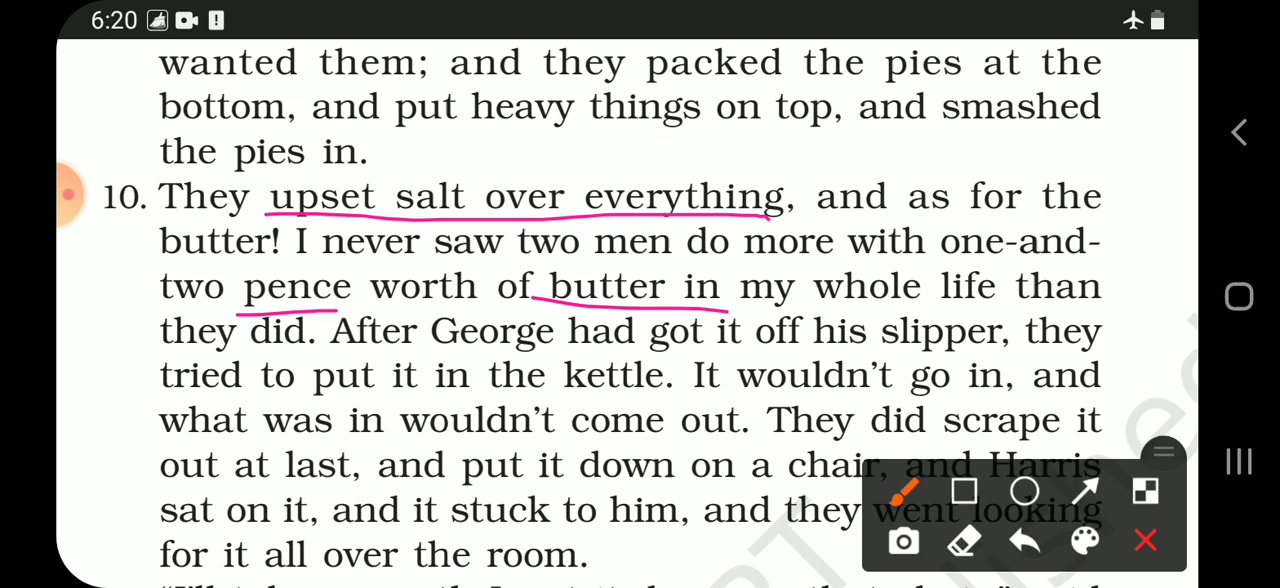 6:20
wanted them; and they packed the pies at the
bottom, and put heavy things on top, and smashed
the pies in.
10. They upset salt over everything, and as for the
butter! I never saw two men do more with one-and-
two pence worth of butter in my whole life than
they did. After George had got it off his slipper, they
tried to put it in the kettle. It wouldn't go in, and
what was in wouldn't come out. They did scrape it
out at last, and put it down on a chair, and Harris
sat on it, and it stuck to him, and they went looking
for it all over the room.